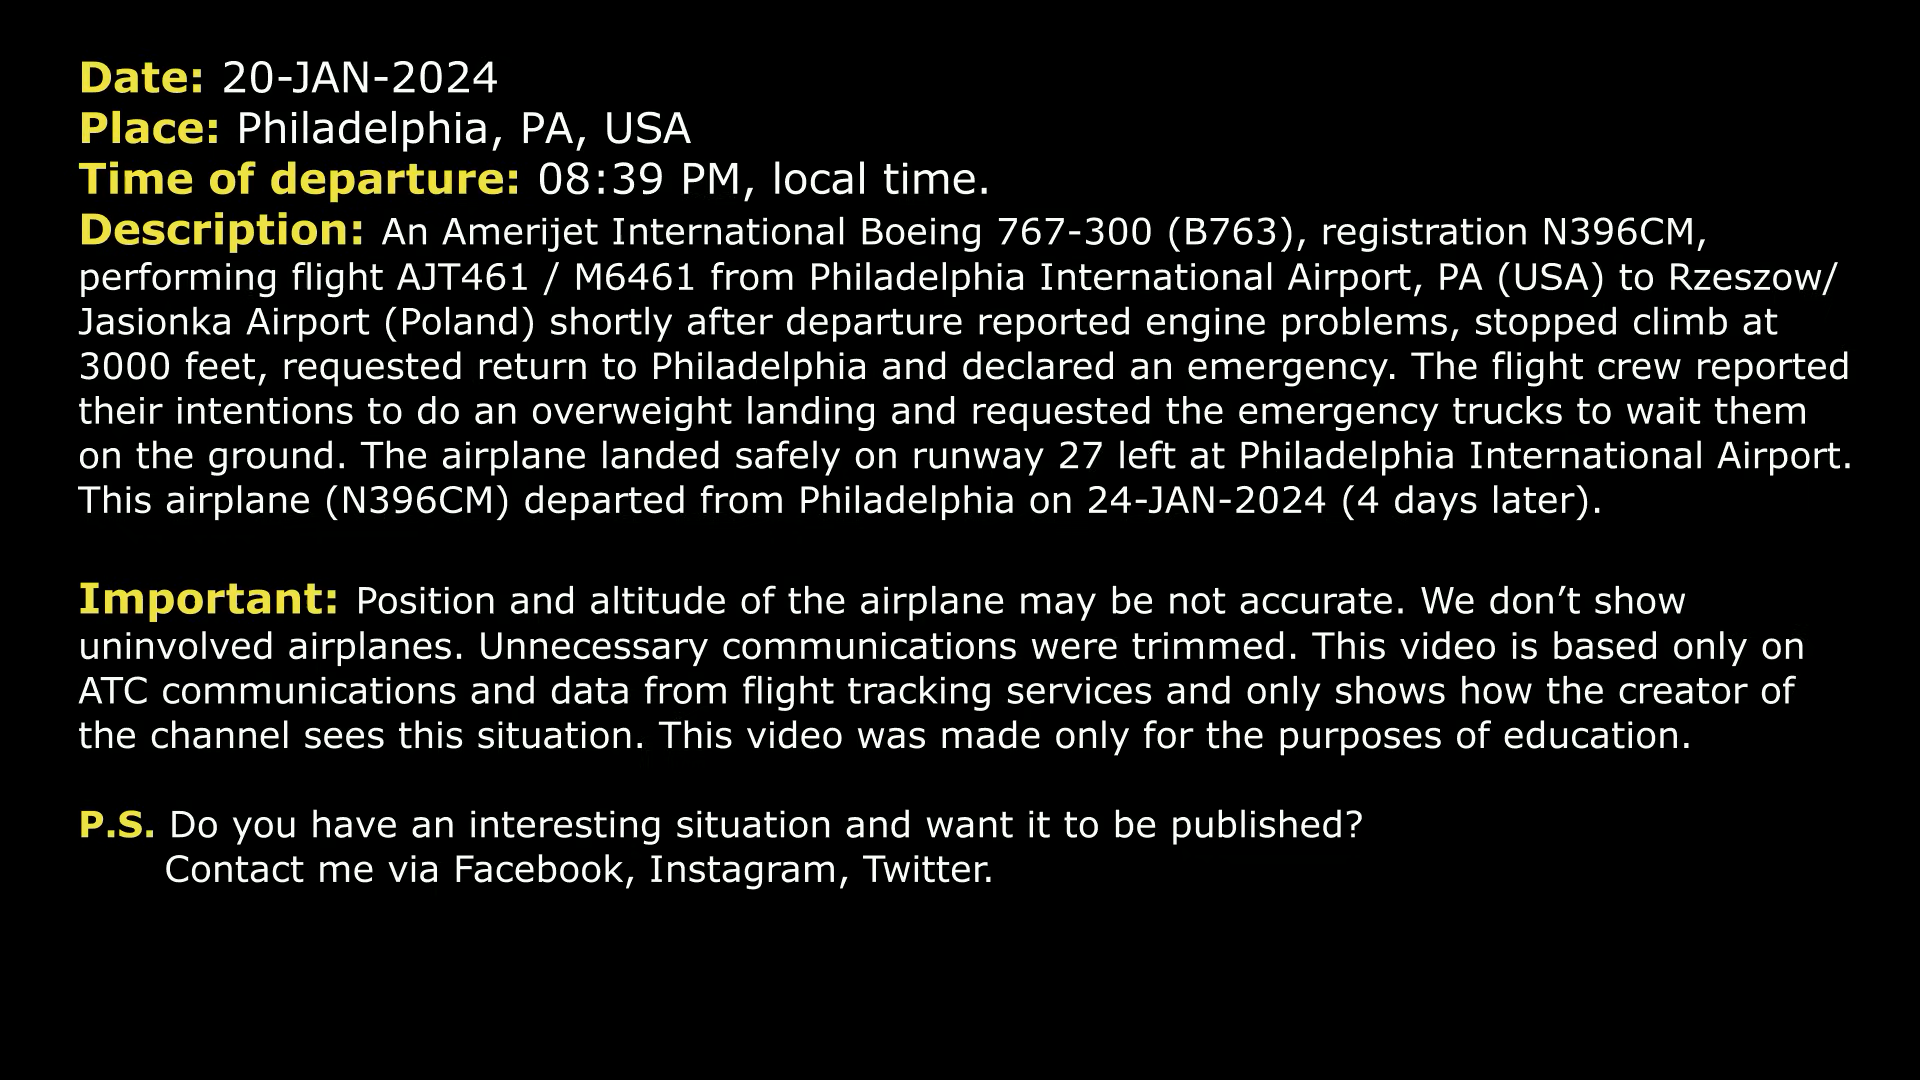 Date: 20-JAN-2024
Place: Philadelphia, PA, USA
Time of departure: 08:39 PM, local time.
Description: An Amerijet International Boeing 767-300 (B763), registration N396CM,
performing flight AJT461 / M6461 from Philadelphia International Airport, PA (USA) to Rzeszow/
Jasionka Airport (Poland) shortly after departure reported engine problems, stopped climb at
3000 feet, requested return to Philadelphia and declared an emergency. The flight crew reported
their intentions to do an overweight landing and requested the emergency trucks to wait them
on the ground. The airplane landed safely on runway 27 left at Philadelphia International Airport.
This airplane (N396CM) departed from Philadelphia on 24-JAN-2024 (4 days later).
Important: Position and altitude of the airplane may be not accurate. We don’t show
uninvolved airplanes. Unnecessary communications were trimmed. This video is based only on
ATC communications and data from flight tracking services and only shows how the creator of
the channel sees this situation. This video was made only for the purposes of education.
P.S. Do you have an interesting situation and want it to be published?
Contact me via Facebook, Instagram, Twitter.